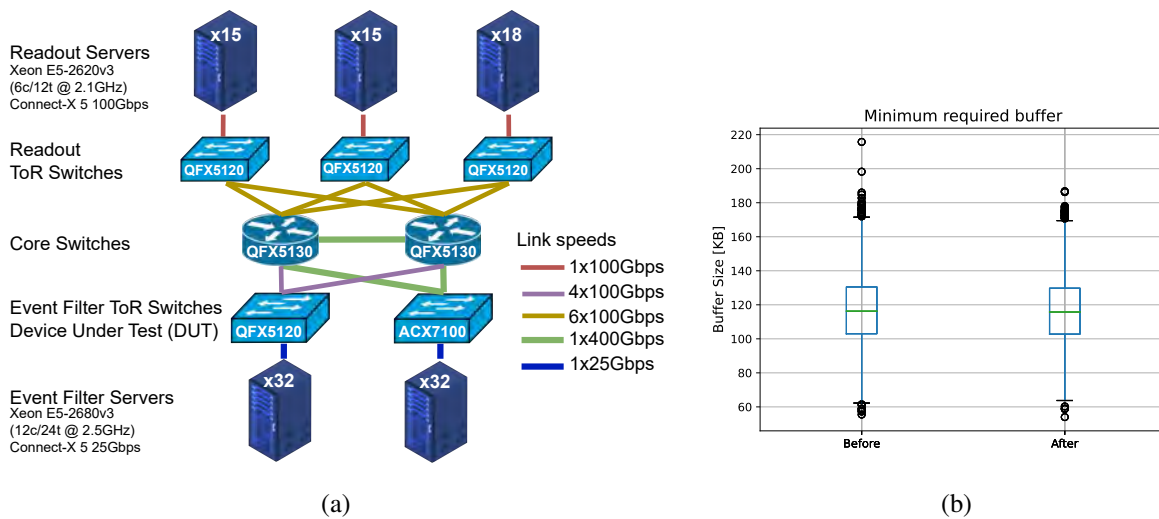 x15
x15
x18
Readout Servers
Xeon E5-2620v3
(6c/12t @ 2.1GHz)
Connect-X 5 100Gbps
Readout
ToR Switches
QFX5120
QFX5120
QFX5120
Core Switches
QFX5130
QFX5130
Link speeds
1x100Gbps
4x100Gbps
6x100Gbps
1x400Gbps
1x25Gbps
Event Filter ToR Switches
Device Under Test (DUT)
QFX5120
ACX7100
x32
x32
Event Filter Servers
Xeon E5-2680v3
(12c/24t @ 2.5GHz)
Connect-X 5 25Gbps
(a)
Minimum required buffer
Buffer Size [KB]
220
200
180
160
140
120
100
80
60
Before
After
(b)